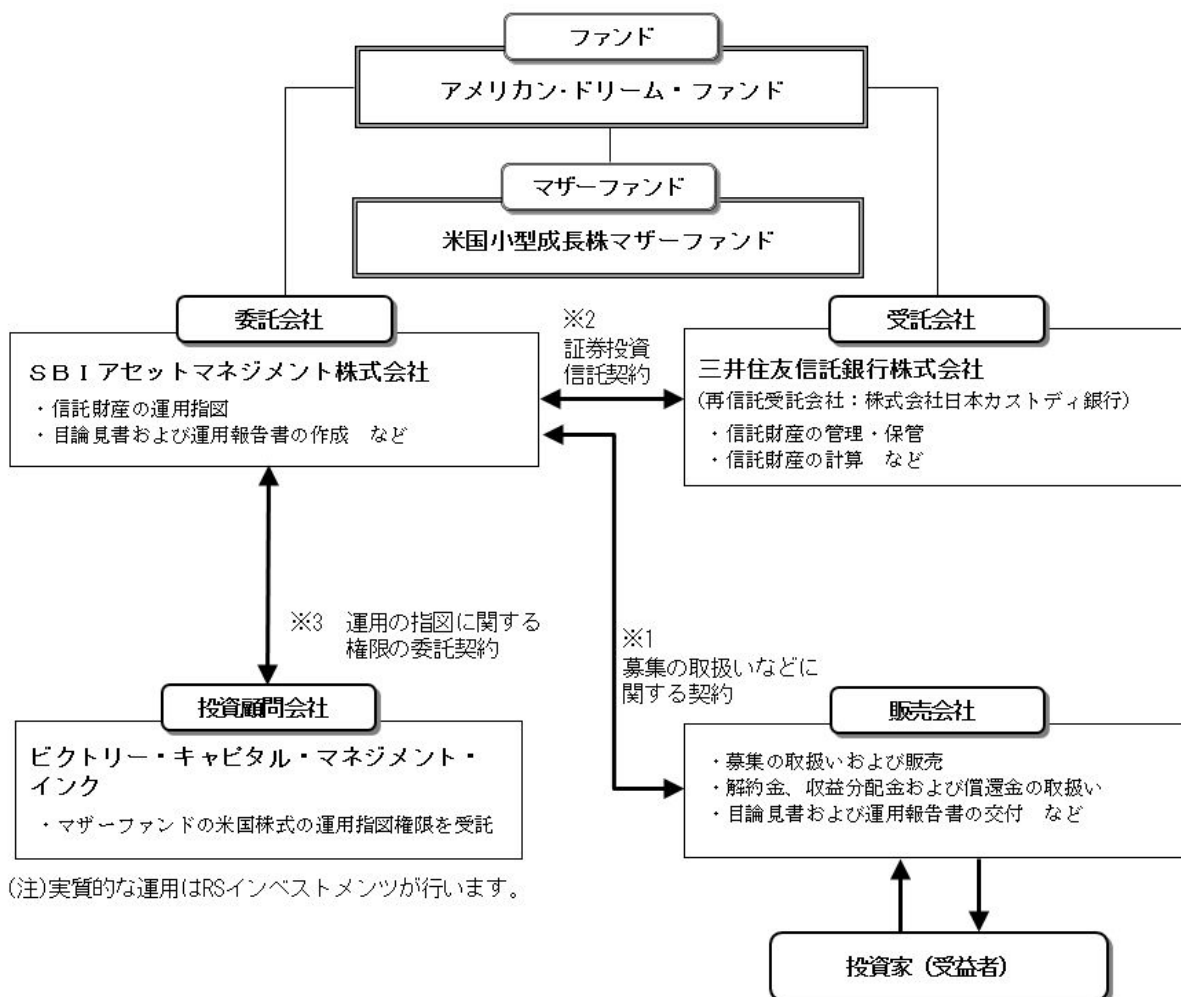 ファンド
アメリカン・ドリーム・ファンド
マザーファンド
米国小型成長株マザーファンド
委託会社
SBIアセットマネジメント株式会社
・信託財産の運用指図
・目論見書および運用報告書の作成 など
※2
証券投資
信託契約
受託会社
三井住友信託銀行株式会社
(再信託受託会社：株式会社日本カストディ銀行)
・信託財産の管理・保管
・信託財産の計算 など
※3 運用の指図に関する
権限の委託契約
※1
募集の取扱いなどに
関する契約
投資顧問会社
ビクトリー・キャピタル・マネジメント・
インク
・マザーファンドの米国株式の運用指図権限を受託
(注)実質的な運用はRSインベストメンツが行います。
販売会社
・募集の取扱いおよび販売
・解約金、収益分配金および償還金の取扱い
・目論見書および運用報告書の交付 など
投資家（受益者）